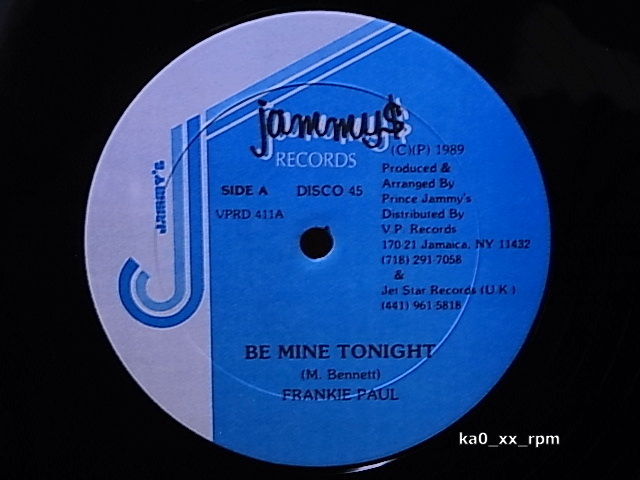 jammy$
RECORDS
JAMMY'S
(C)(P) 1989
Produced &
Arranged By
Prince Jammy's
Distributed By
V.P. Records
170-21 Jamaica, NY 11432
(718) 291-7058
&
Jet Star Records (U.K.)
(441) 961-5818
SIDE A DISCO 45
VPRD 411A
BE MINE TONIGHT
(M. Bennett)
FRANKIE PAUL
ka0_xx_rpm